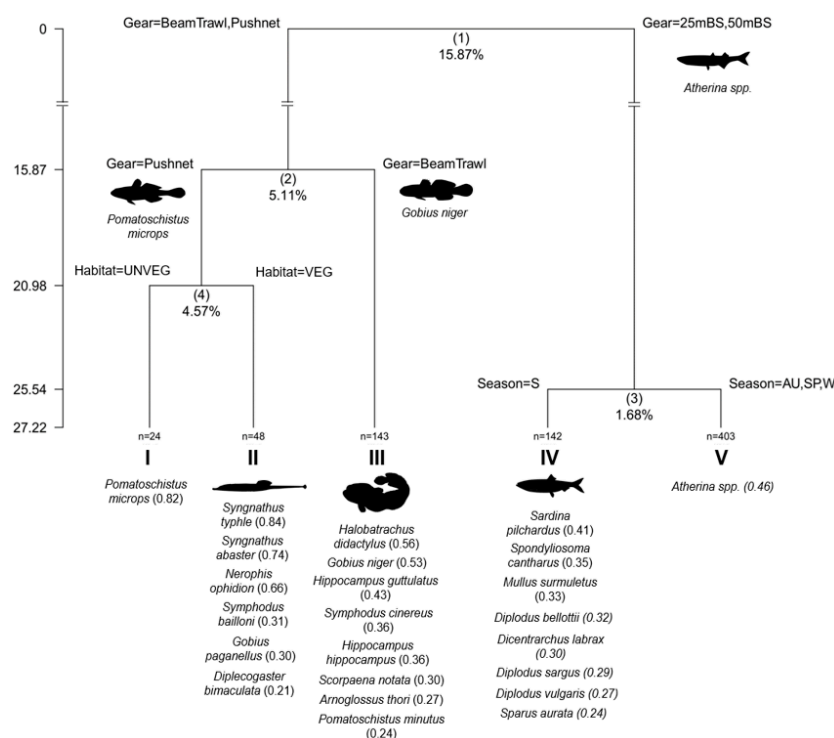 0
Gear=BeamTrawl,Pushnet
(1)
15.87%
Gear=25mBS,50mBS
Atherina spp.
15.87
Gear=Pushnet
Pomatoschistus
microps
(2)
5.11%
Gear=BeamTrawl
Gobius niger
20.98
Habitat=UNVEG
(4)
4.57%
Habitat=VEG
25.54
Season=S
(3)
1.68%
Season=AU,SP,W
27.22
n=24
I
Pomatoschistus
microps (0.82)
n=48
II
Syngnathus
typhle (0.84)
Syngnathus
abaster (0.74)
Nerophis
ophidion (0.66)
Symphodus
bailloni (0.31)
Gobius
paganellus (0.30)
Diplecogaster
bimaculata (0.21)
n=143
III
Halobatrachus
didactylus (0.56)
Gobius niger (0.53)
Hippocampus guttulatus
(0.43)
Symphodus cinereus
(0.36)
Hippocampus
hippocampus (0.36)
Scorpaena notata (0.30)
Arnoglossus thori (0.27)
Pomatoschistus minutus
(0.24)
n=142
IV
Sardina
pilchardus (0.41)
Spondyliosoma
cantharus (0.35)
Mullus surmuletus
(0.33)
Diplodus bellottii (0.32)
Dicentrarchus labrax
(0.30)
Diplodus sargus (0.29)
Diplodus vulgaris (0.27)
Sparus aurata (0.24)
n=403
V
Atherina spp. (0.46)